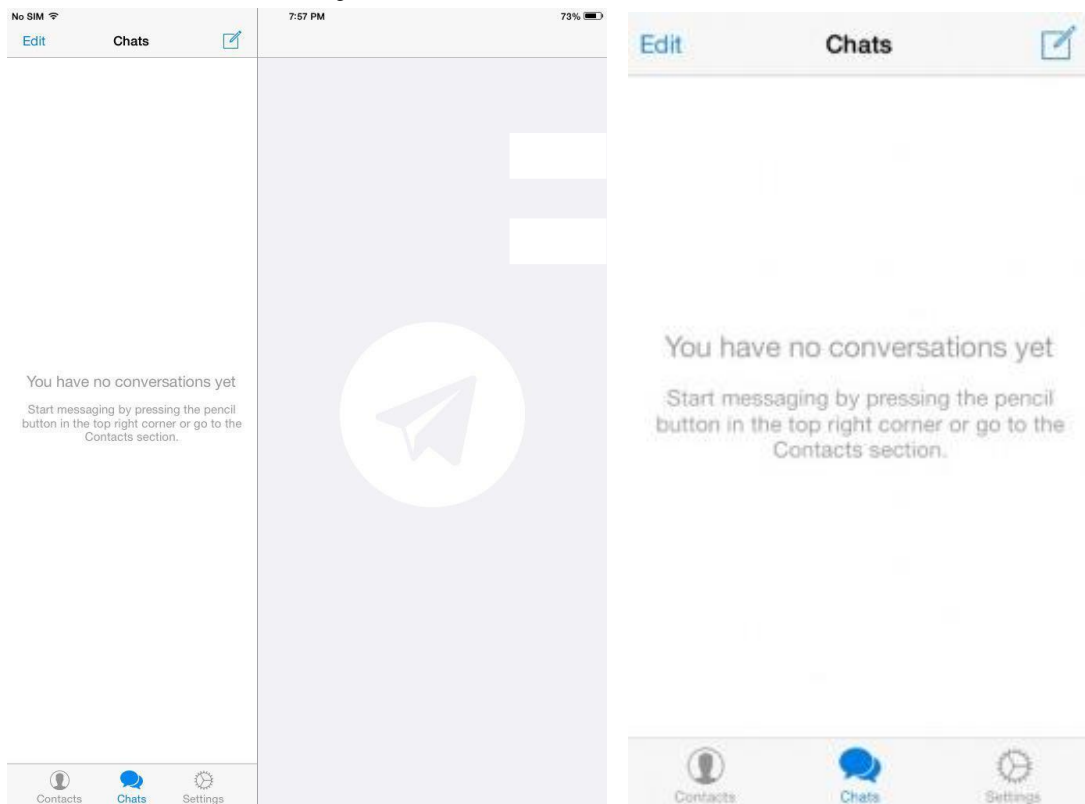 No SIM 7:57 PM 73%
Edit Chats
You have no conversations yet
Start messaging by pressing the pencil
button in the top right corner or go to the
Contacts section.
Contacts Chats Settings
Edit Chats
You have no conversations yet
Start messaging by pressing the pencil
button in the top right corner or go to the
Contacts section.
Contacts Chats Settings